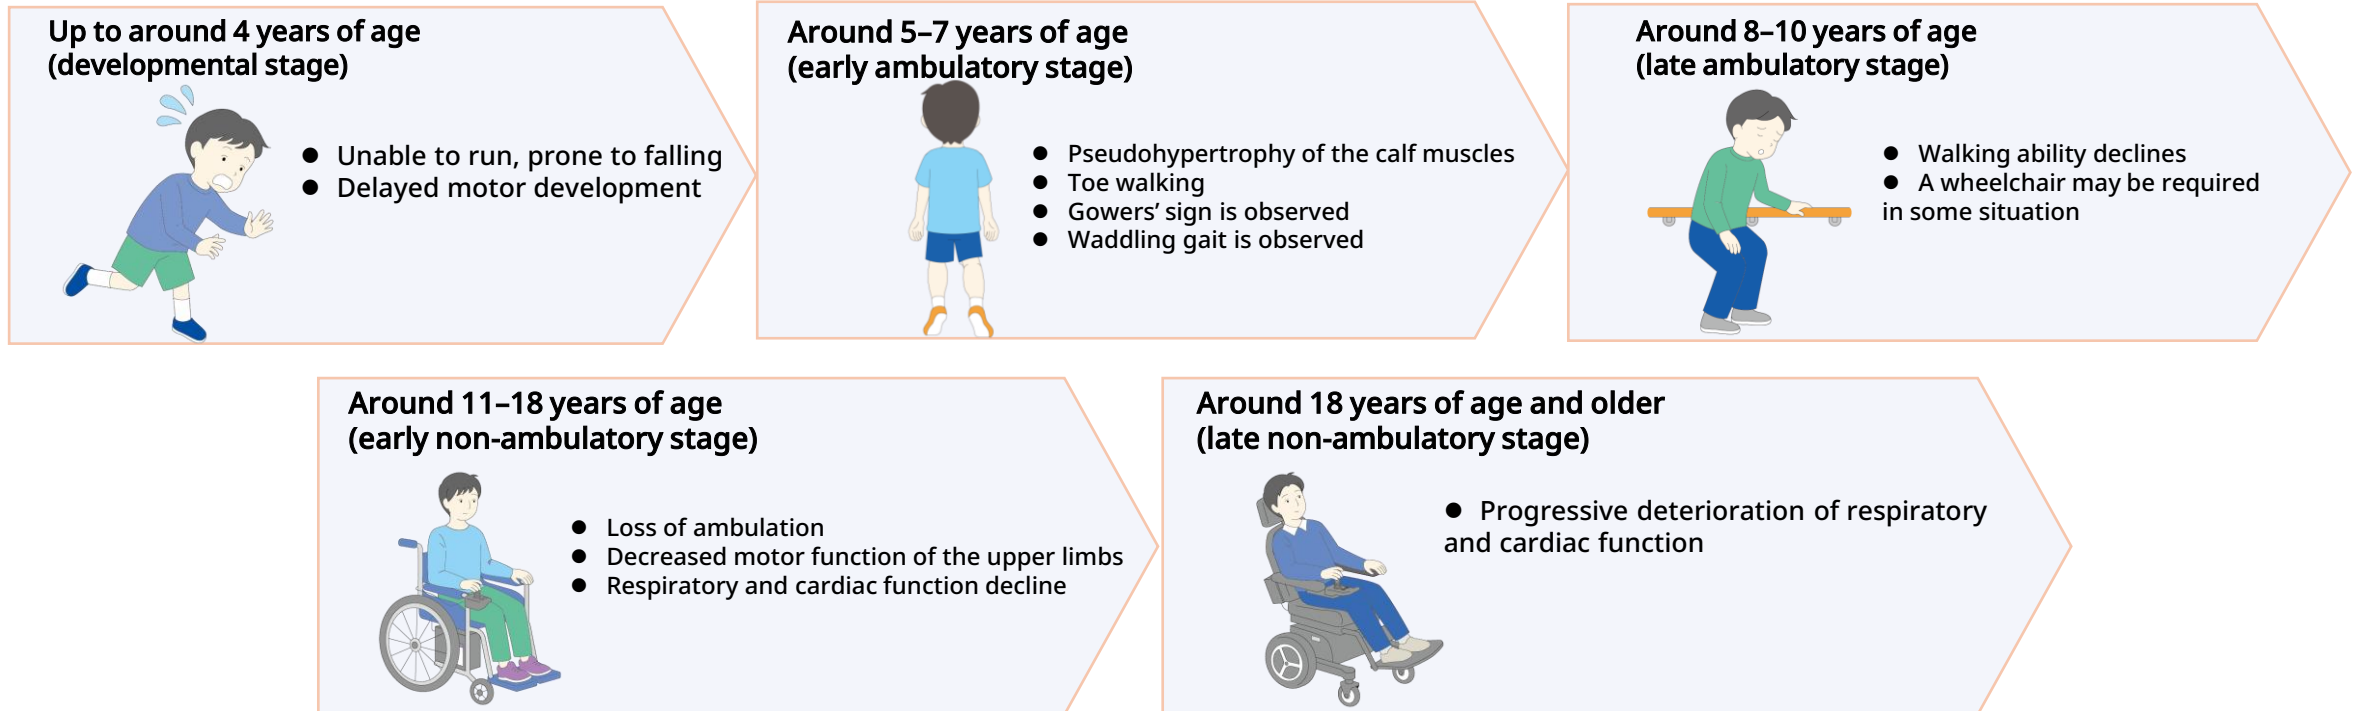 Up to around 4 years of age
(developmental stage)
● Unable to run, prone to falling
● Delayed motor development
Around 5–7 years of age
(early ambulatory stage)
● Pseudohypertrophy of the calf muscles
● Toe walking
● Gowers’ sign is observed
● Waddling gait is observed
Around 8–10 years of age
(late ambulatory stage)
● Walking ability declines
● A wheelchair may be required
in some situation
Around 11–18 years of age
(early non-ambulatory stage)
● Loss of ambulation
● Decreased motor function of the upper limbs
● Respiratory and cardiac function decline
Around 18 years of age and older
(late non-ambulatory stage)
● Progressive deterioration of respiratory
and cardiac function